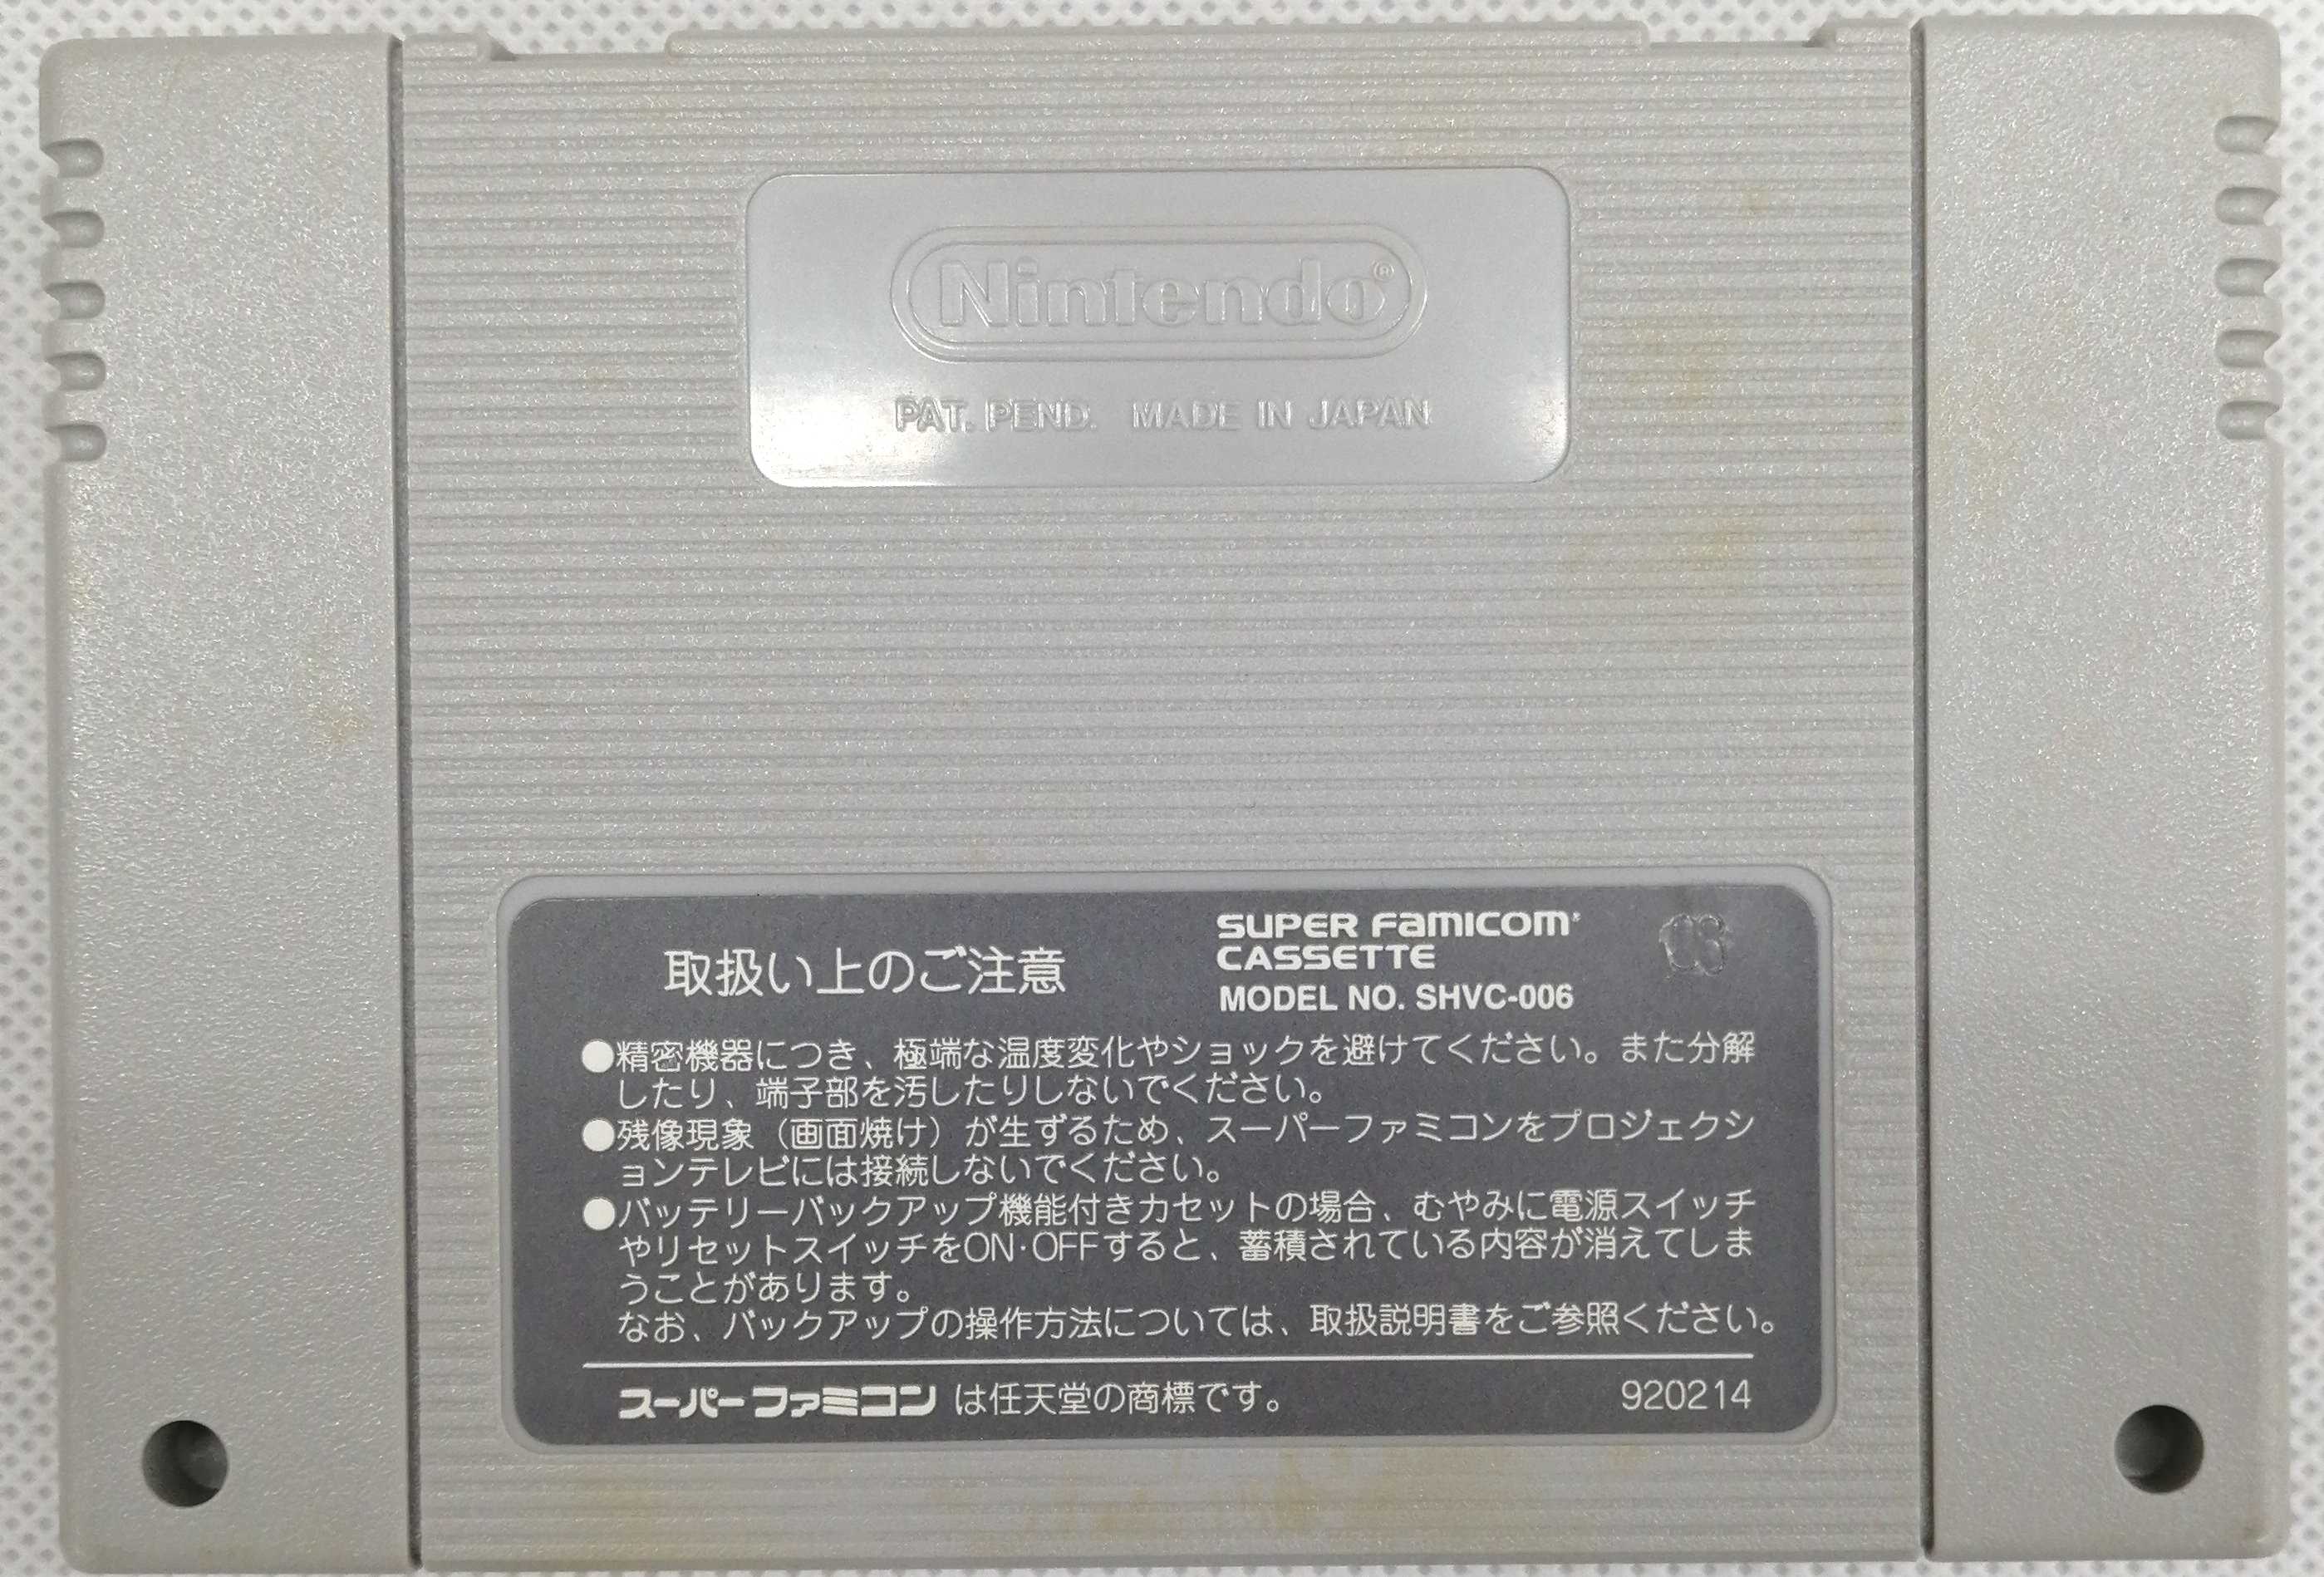 Nintendo®
PAT. PEND. MADE IN JAPAN
取扱い上のご注意
SUPER FAMICOM
CASSETTE
MODEL NO. SHVC-006
●精密機器につき、極端な温度変化やショックを避けてください。また分解
したり、端子部を汚したりしないでください。
●残像現象（画面焼け）が生ずるため、スーパーファミコンをプロジェクシ
ョンテレビには接続しないでください。
●バッテリーバックアップ機能付きカセットの場合、むやみに電源スイッチ
やリセットスイッチをON・OFFすると、蓄積されている内容が消えてしま
うことがあります。
なお、バックアップの操作方法については、取扱説明書をご参照ください。
スーパーファミコン は任天堂の商標です。
920214